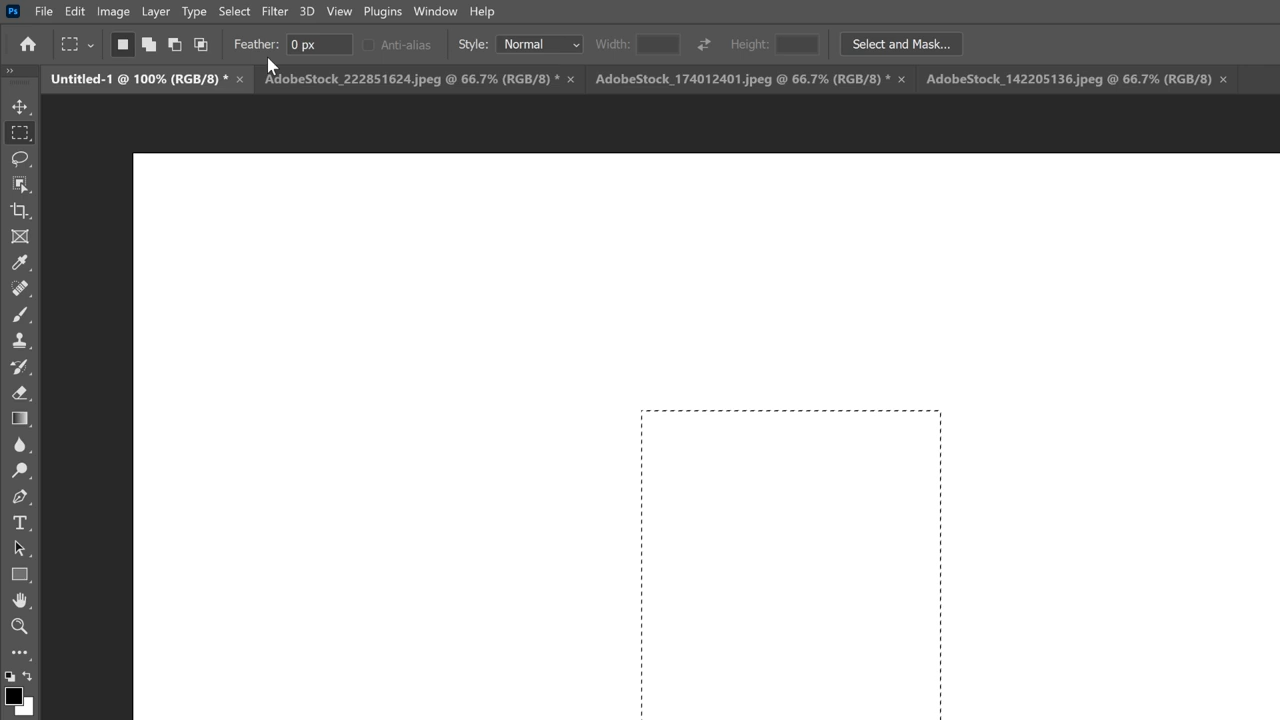 Ps File Edit Image Layer Type Select Filter 3D View Plugins Window Help
Feather: 0 px Anti-alias Style: Normal Width: Height: Select and Mask...
Untitled-1 @ 100% (RGB/8) * × AdobeStock_222851624.jpeg @ 66.7% (RGB/8) * × AdobeStock_174012401.jpeg @ 66.7% (RGB/8) * × AdobeStock_142205136.jpeg @ 66.7% (RGB/8) ×